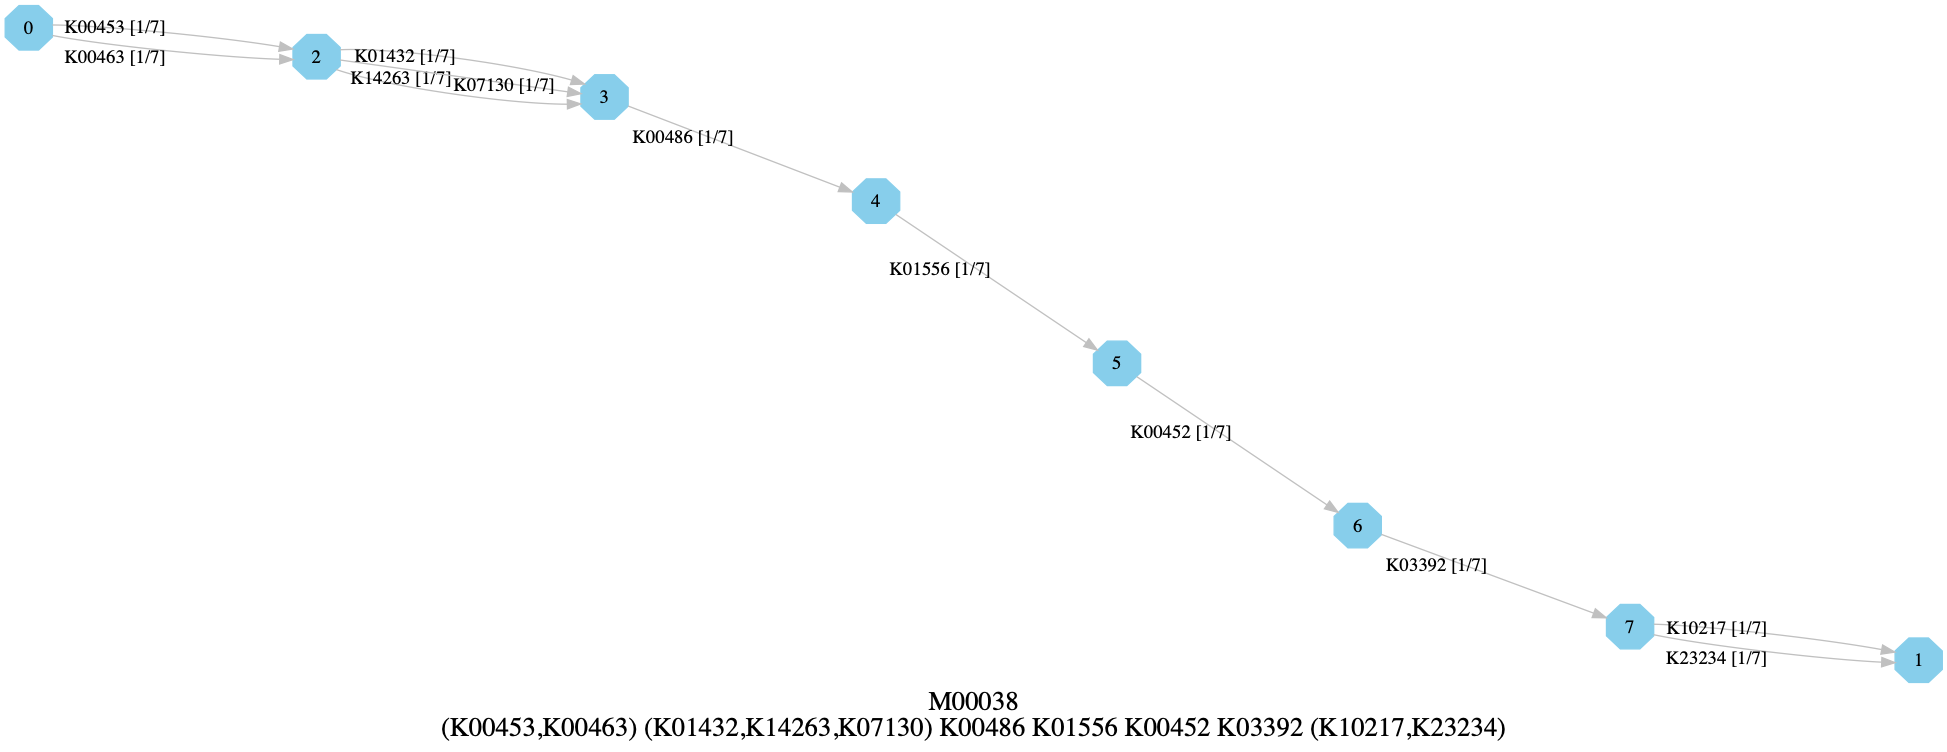 0
K00453 [1/7]
K00463 [1/7]
2
K01432 [1/7]
K14263 [1/7]
K07130 [1/7]
3
K00486 [1/7]
4
K01556 [1/7]
5
K00452 [1/7]
6
K03392 [1/7]
7
K10217 [1/7]
K23234 [1/7]
1
M00038
(K00453,K00463) (K01432,K14263,K07130) K00486 K01556 K00452 K03392 (K10217,K23234)